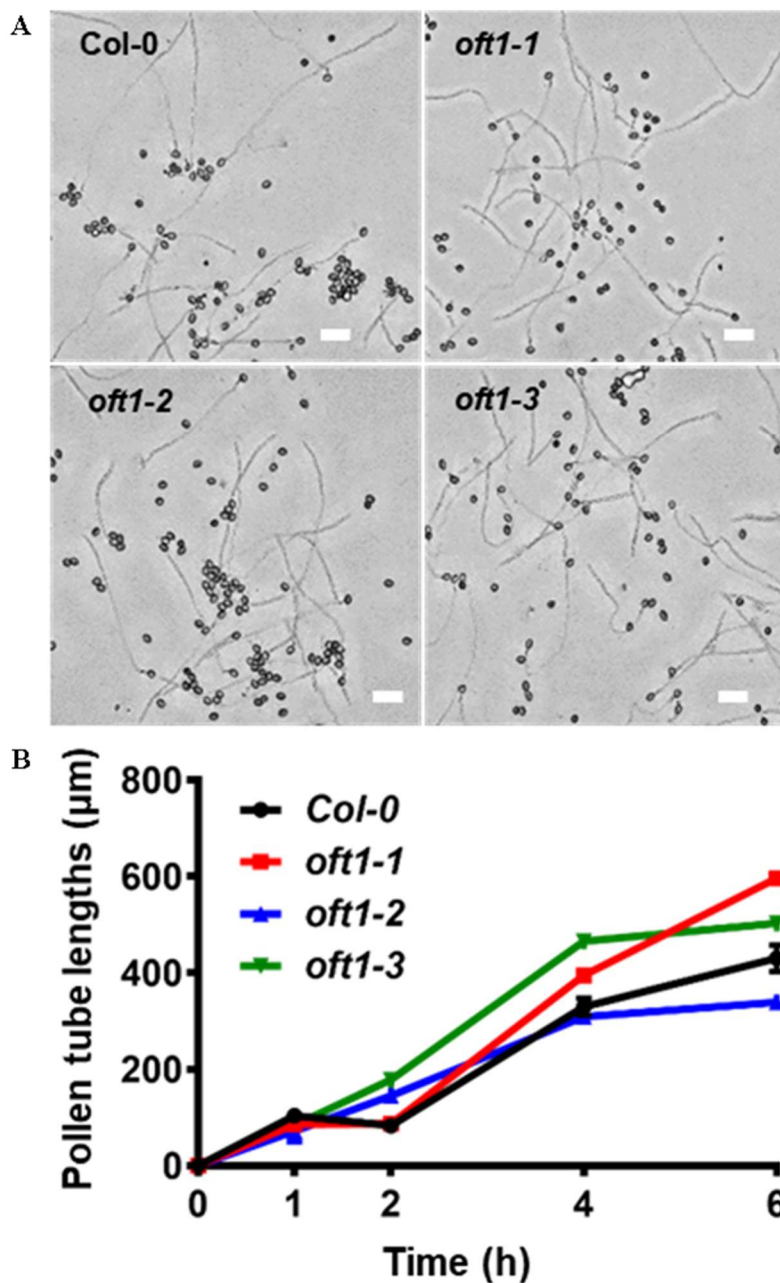 A
Col-0
oft1-1
oft1-2
oft1-3
B
Pollen tube lengths (µm)
800
600
400
200
0
Col-0
oft1-1
oft1-2
oft1-3
0 1 2 4 6
Time (h)